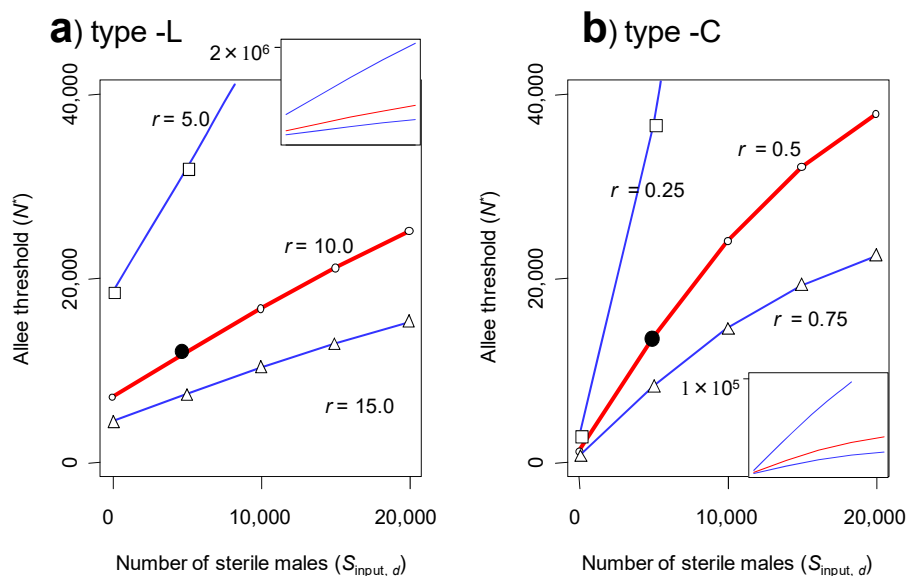 a) type -L
2 × 10⁶
40,000
20,000
0
Allee threshold (N*)
r = 5.0
r = 10.0
r = 15.0
0
10,000
20,000
Number of sterile males (Sinput, d)
b) type -C
40,000
20,000
0
Allee threshold (N*)
r = 0.5
r = 0.25
r = 0.75
1 × 10⁵
0
10,000
20,000
Number of sterile males (Sinput, d)